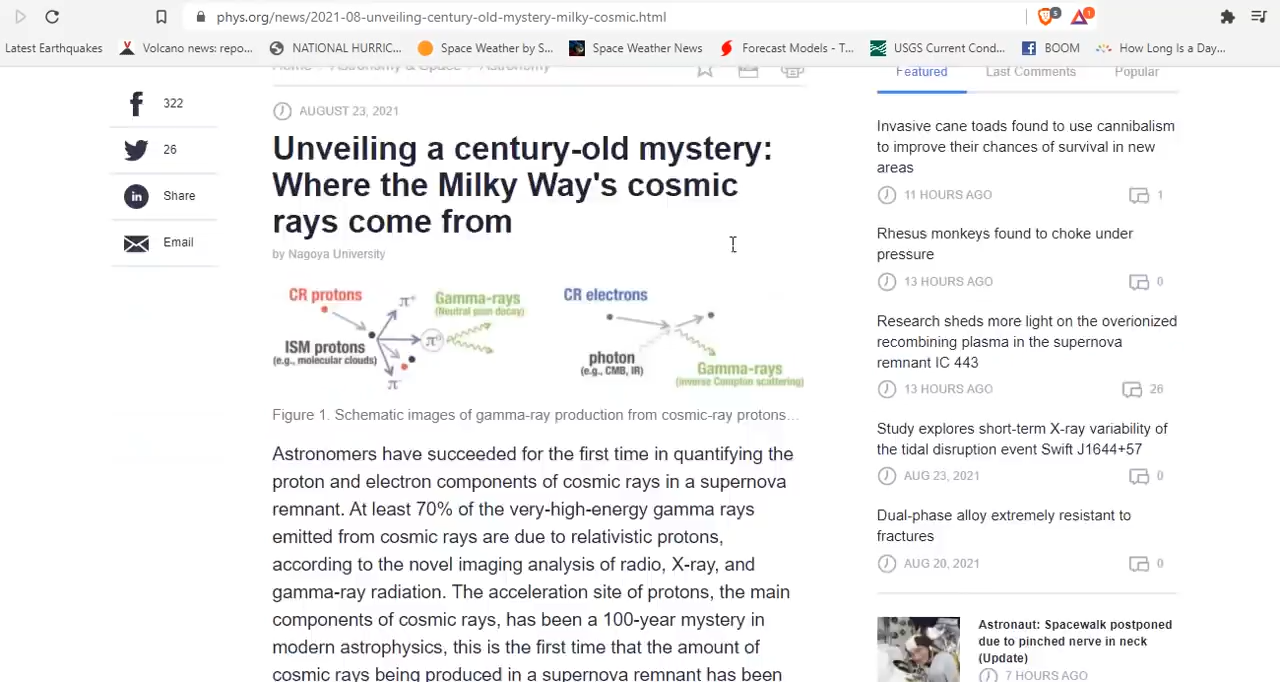 phys.org/news/2021-08-unveiling-century-old-mystery-milky-cosmic.html
5
1
Latest Earthquakes
Volcano news: repo...
NATIONAL HURRIC...
Space Weather by S...
Space Weather News
Forecast Models - T...
USGS Current Cond...
BOOM
How Long Is a Day...
Home Astronomy & Space Astronomy
322
26
Share
Email
AUGUST 23, 2021
Unveiling a century-old mystery:
Where the Milky Way's cosmic
rays come from
by Nagoya University
CR protons
π+
Gamma-rays
(Neutral pion decay)
ISM protons
(e.g., molecular clouds)
π0
π-
CR electrons
photon
(e.g., CMB, IR)
Gamma-rays
(inverse Compton scattering)
Figure 1. Schematic images of gamma-ray production from cosmic-ray protons...
Astronomers have succeeded for the first time in quantifying the
proton and electron components of cosmic rays in a supernova
remnant. At least 70% of the very-high-energy gamma rays
emitted from cosmic rays are due to relativistic protons,
according to the novel imaging analysis of radio, X-ray, and
gamma-ray radiation. The acceleration site of protons, the main
components of cosmic rays, has been a 100-year mystery in
modern astrophysics, this is the first time that the amount of
cosmic rays being produced in a supernova remnant has been
Featured
Last Comments
Popular
Invasive cane toads found to use cannibalism
to improve their chances of survival in new
areas
11 HOURS AGO
1
Rhesus monkeys found to choke under
pressure
13 HOURS AGO
0
Research sheds more light on the overionized
recombining plasma in the supernova
remnant IC 443
13 HOURS AGO
26
Study explores short-term X-ray variability of
the tidal disruption event Swift J1644+57
AUG 23, 2021
0
Dual-phase alloy extremely resistant to
fractures
AUG 20, 2021
0
Astronaut: Spacewalk postponed
due to pinched nerve in neck
(Update)
7 HOURS AGO